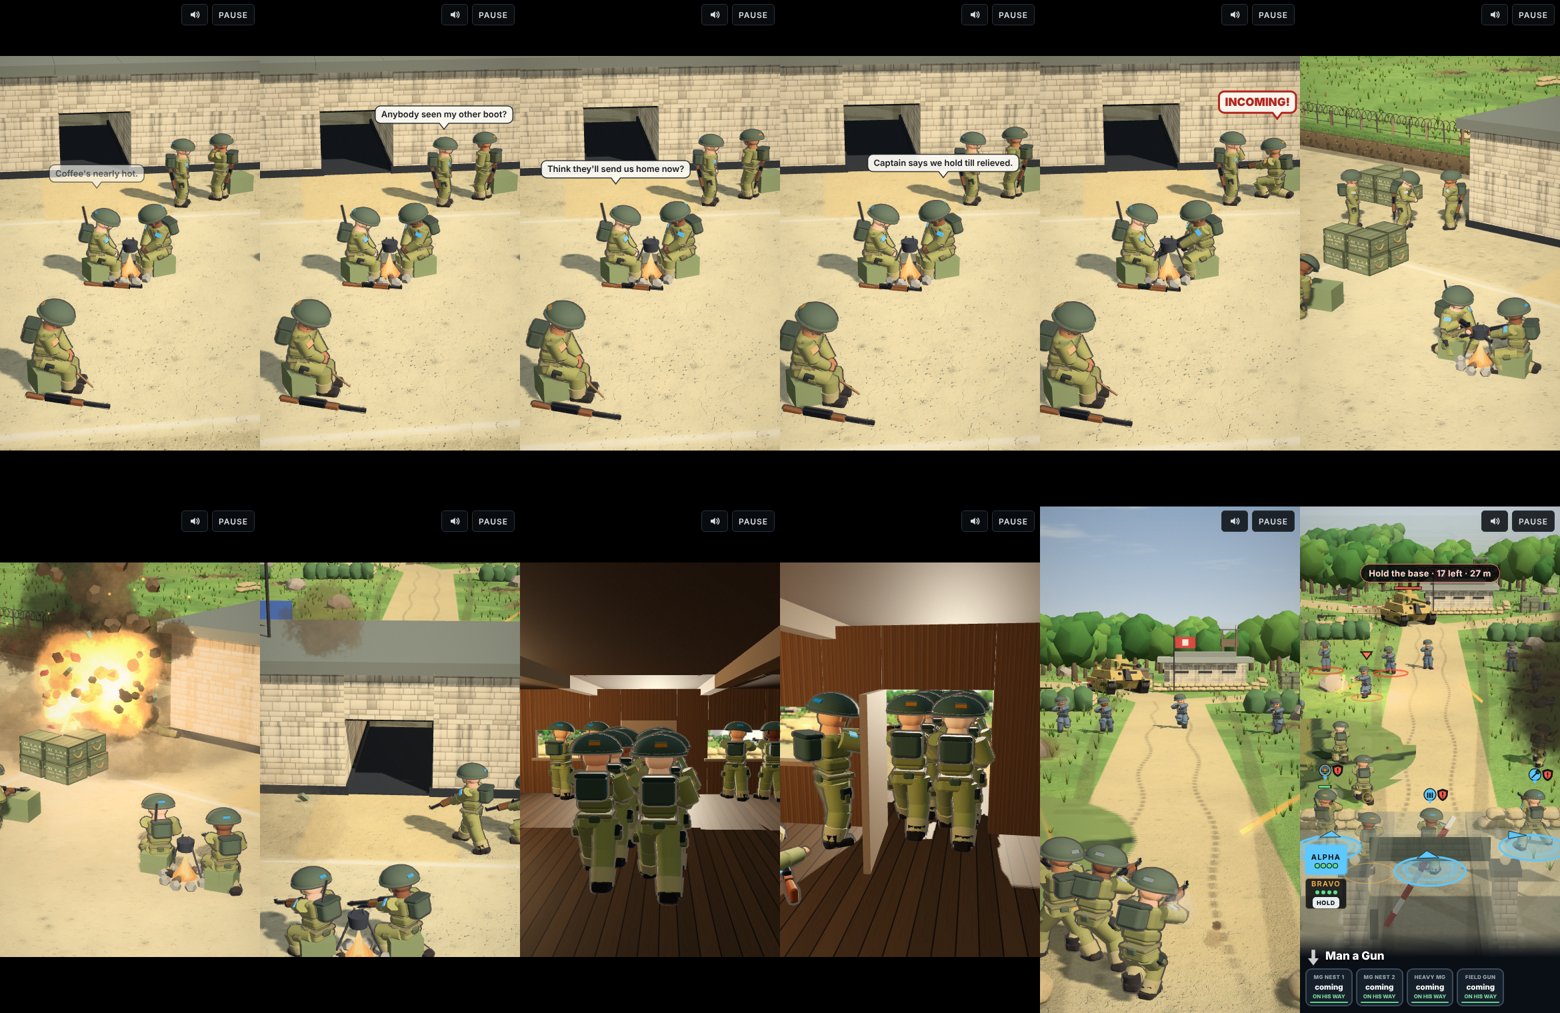 PAUSE
PAUSE
PAUSE
PAUSE
PAUSE
PAUSE
Coffee's nearly hot.
Anybody seen my other boot?
Think they'll send us home now?
Captain says we hold till relieved.
INCOMING!
PAUSE
PAUSE
PAUSE
PAUSE
PAUSE
PAUSE
Hold the base · 17 left · 27 m
ALPHA
BRAVO
HOLD
Man a Gun
MG NEST 1
coming
ON HIS WAY
MG NEST 2
coming
ON HIS WAY
HEAVY MG
coming
ON HIS WAY
FIELD GUN
coming
ON HIS WAY